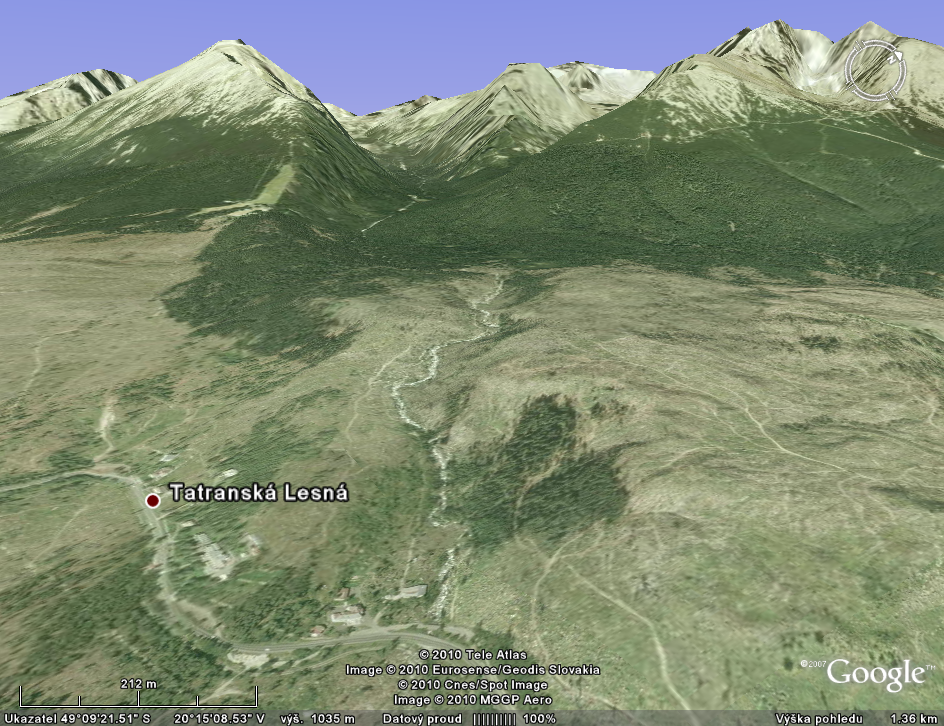 N
Tatranská Lesná
© 2010 Tele Atlas
Image © 2010 Eurosense/Geodis Slovakia
© 2010 Cnes/Spot Image
Image © 2010 MGGP Aero
©2007 Google™
212 m
Ukazatel 49°09'21.51" S 20°15'08.53" V výš. 1035 m Datový proud |||||||||| 100% Výška pohledu 1.36 km